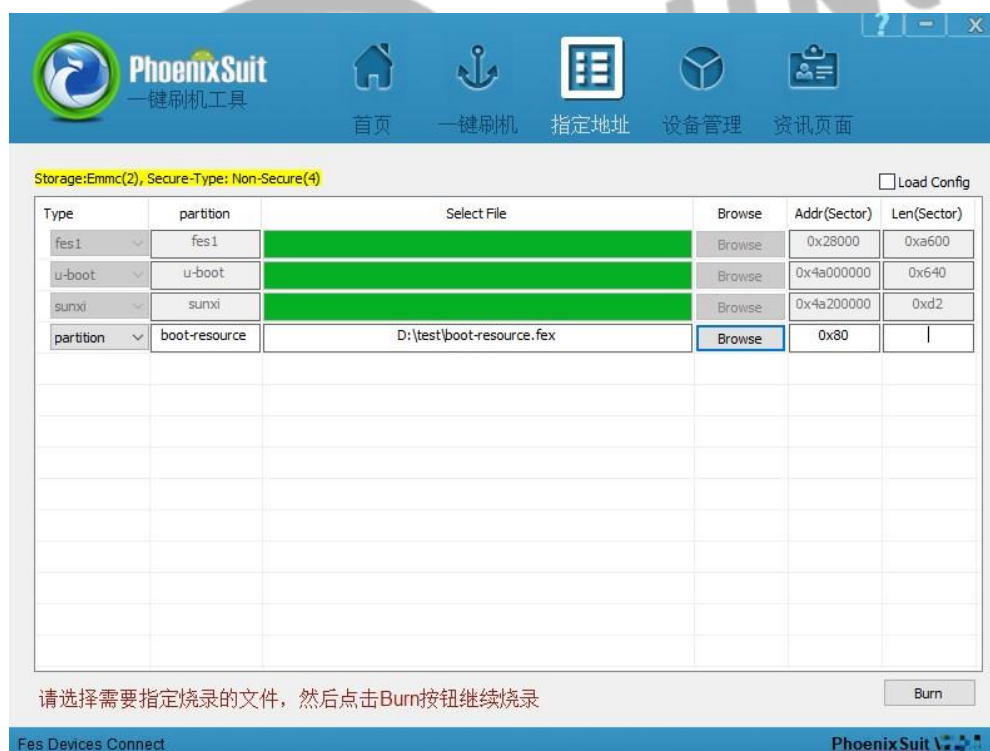 ? - X
PhoenixSuit
一键刷机工具
首页 一键刷机 指定地址 设备管理 资讯页面
Storage:Emmc(2), Secure-Type: Non-Secure(4)
Load Config
Type partition Select File Browse Addr(Sector) Len(Sector)
fes1 fes1 Browse 0x28000 0xa600
u-boot u-boot Browse 0x4a000000 0x640
sunxi sunxi Browse 0x4a200000 0xd2
partition boot-resource D:\test\boot-resource.fex Browse 0x80
请选择需要指定烧录的文件，然后点击Burn按钮继续烧录
Burn
Fes Devices Connect
PhoenixSuit